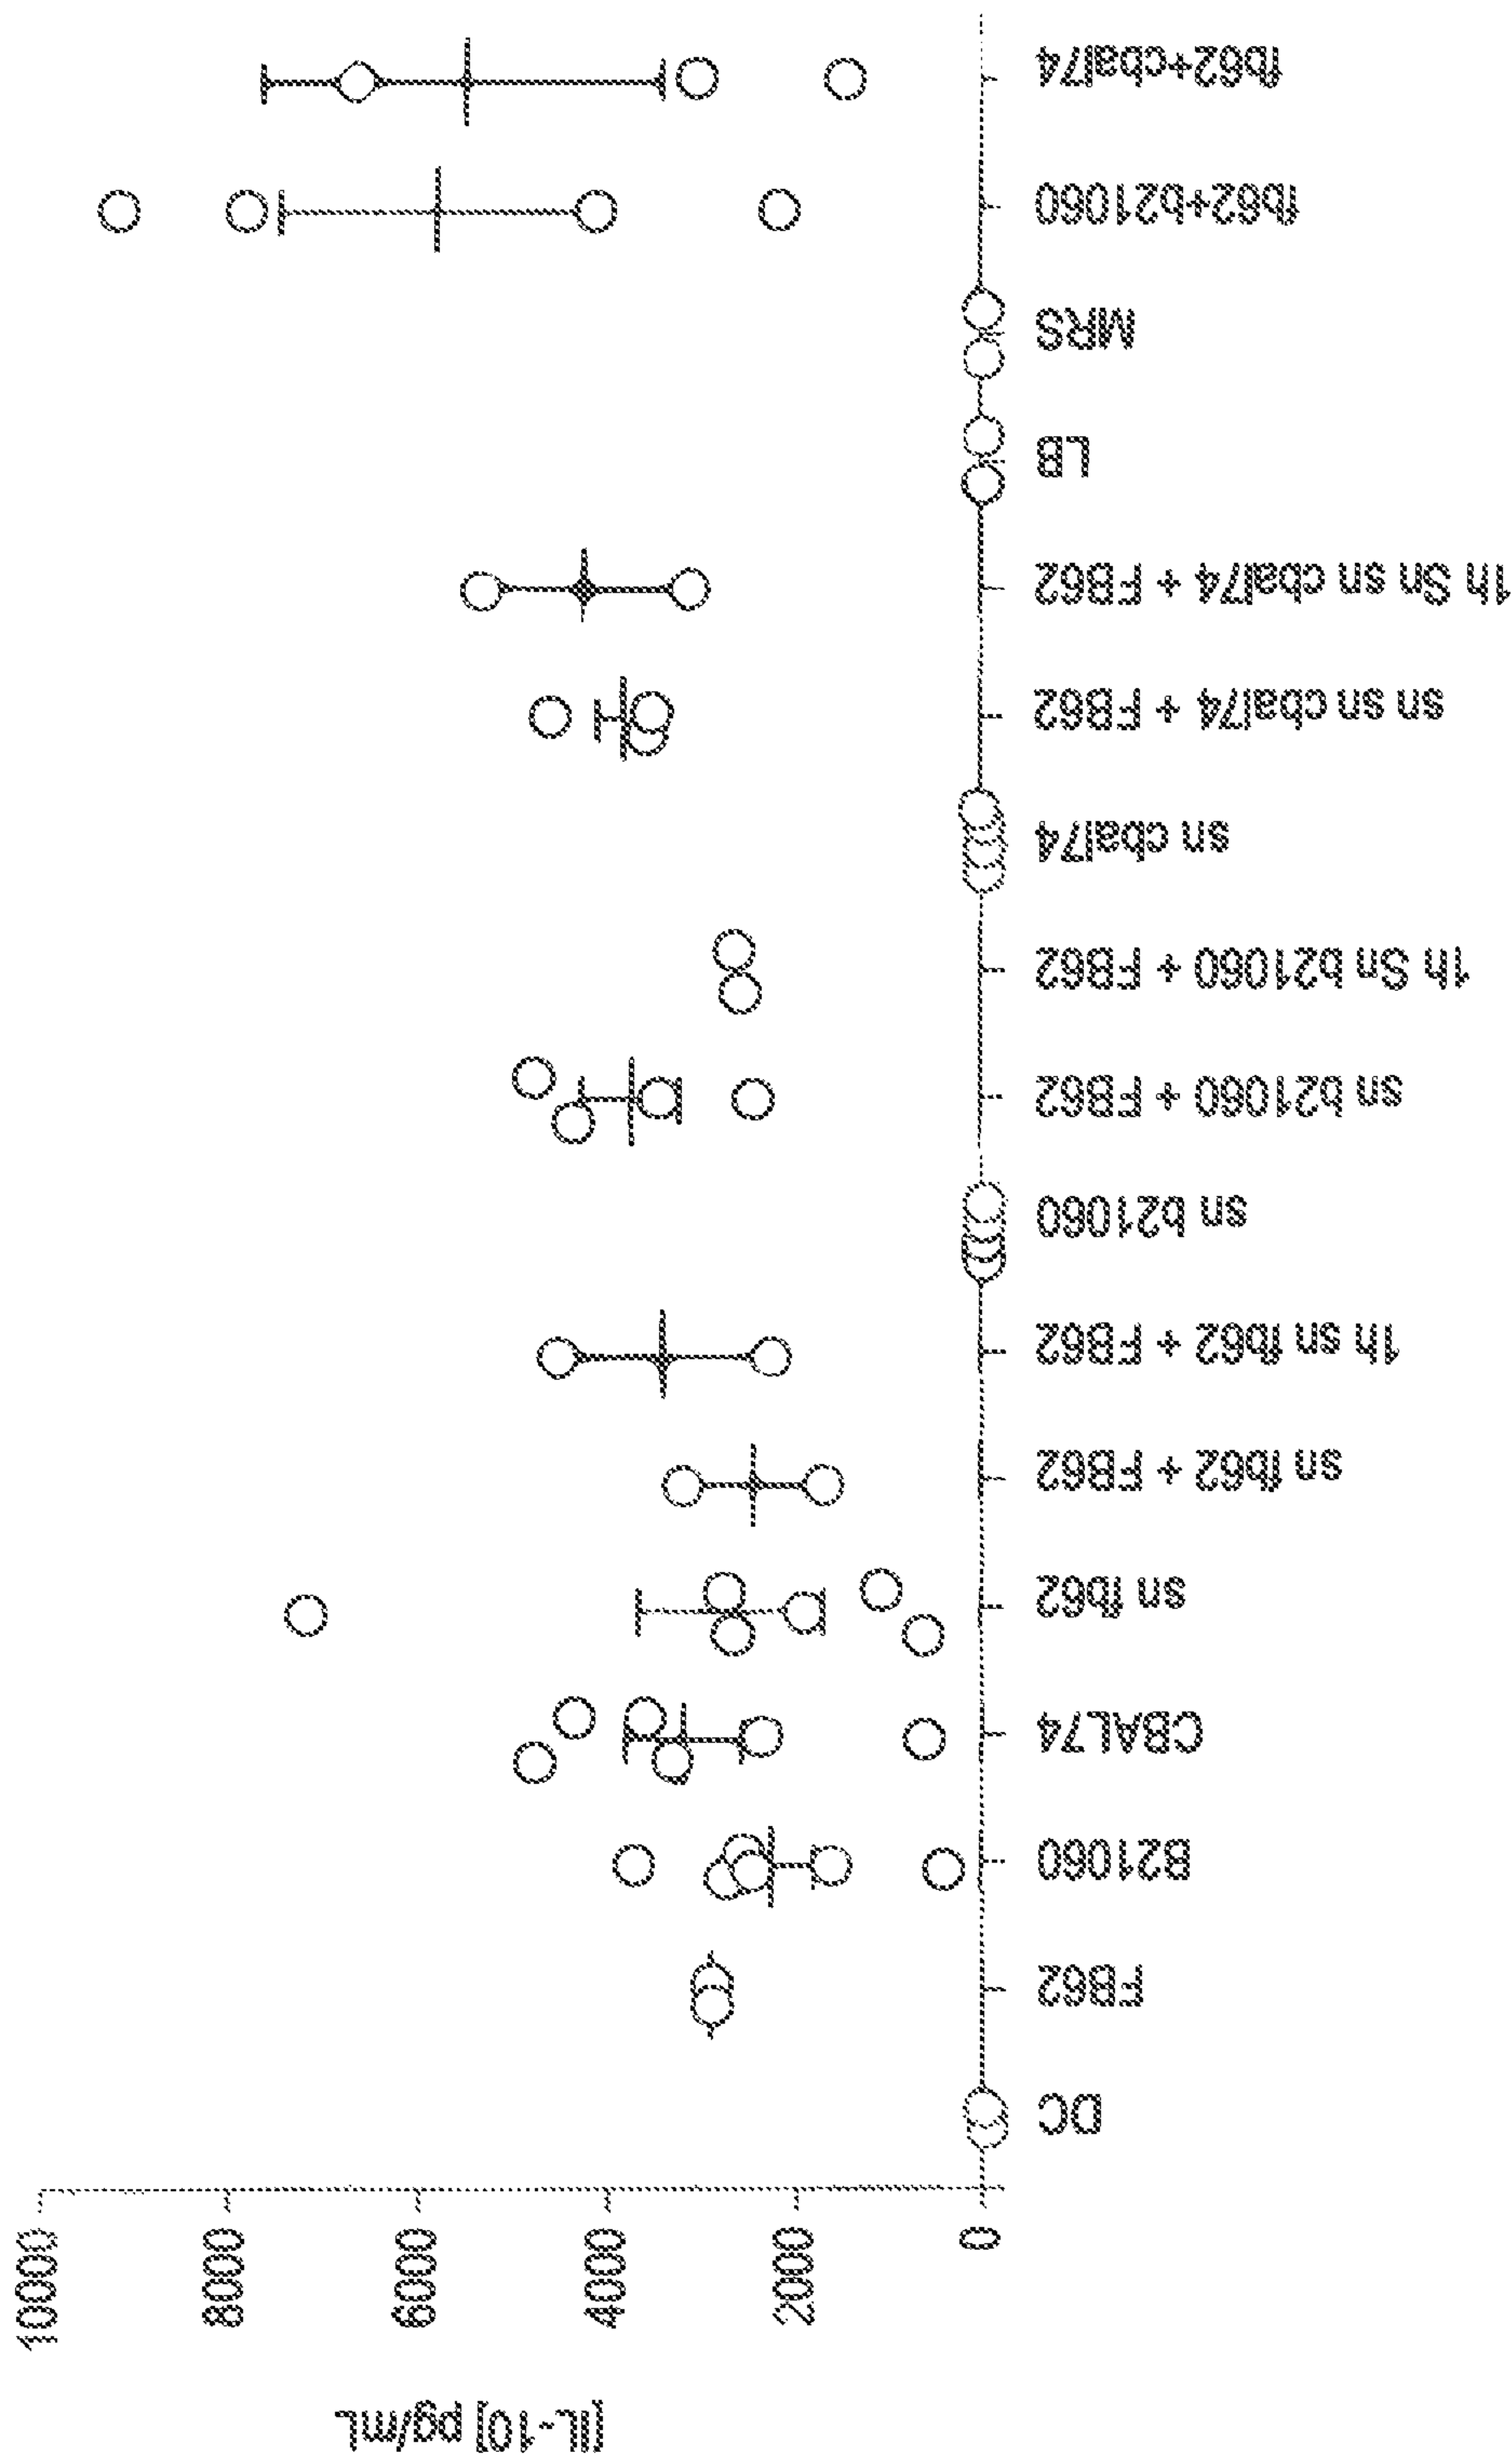 [IL-10] pg/mL
10000
8000
6000
4000
2000
0
DC
FB62
B21060
CBAL74
sn fb62
sn fb62 + FB62
1h sn fb62 + FB62
sn b21060
sn b21060 + FB62
1h Sn b21060 + FB62
sn cbal74
sn sn cbal74 + FB62
1h Sn sn cbal74 + FB62
LB
MRS
fb62+b21060
fb62+cbal74